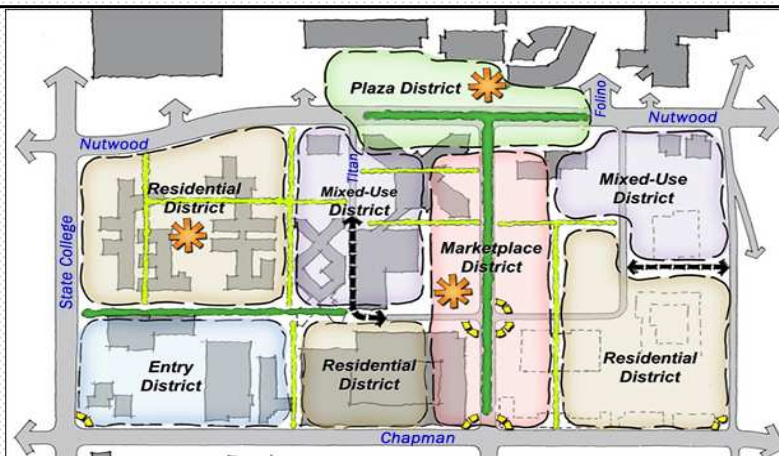 Plaza District
Folino
Nutwood
Nutwood
Titan
Residential
District
Mixed-Use
District
Mixed-Use
District
State College
Marketplace
District
Entry
District
Residential
District
Residential
District
Chapman